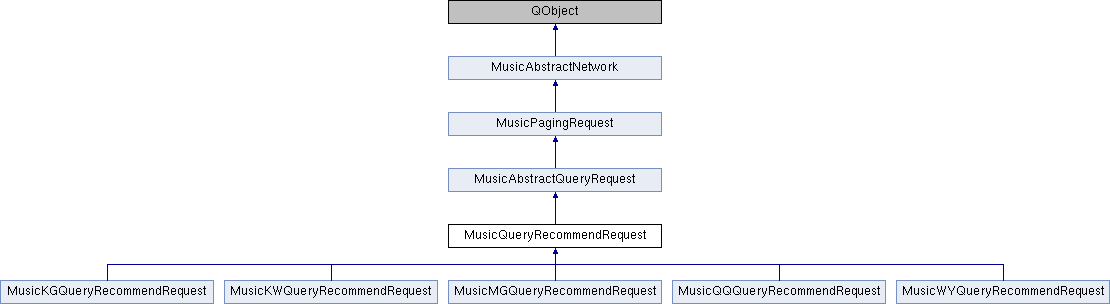 QObject
MusicAbstractNetwork
MusicPagingRequest
MusicAbstractQueryRequest
MusicQueryRecommendRequest
MusicKGQueryRecommendRequest
MusicKWQueryRecommendRequest
MusicMGQueryRecommendRequest
MusicQQQueryRecommendRequest
MusicWYQueryRecommendRequest